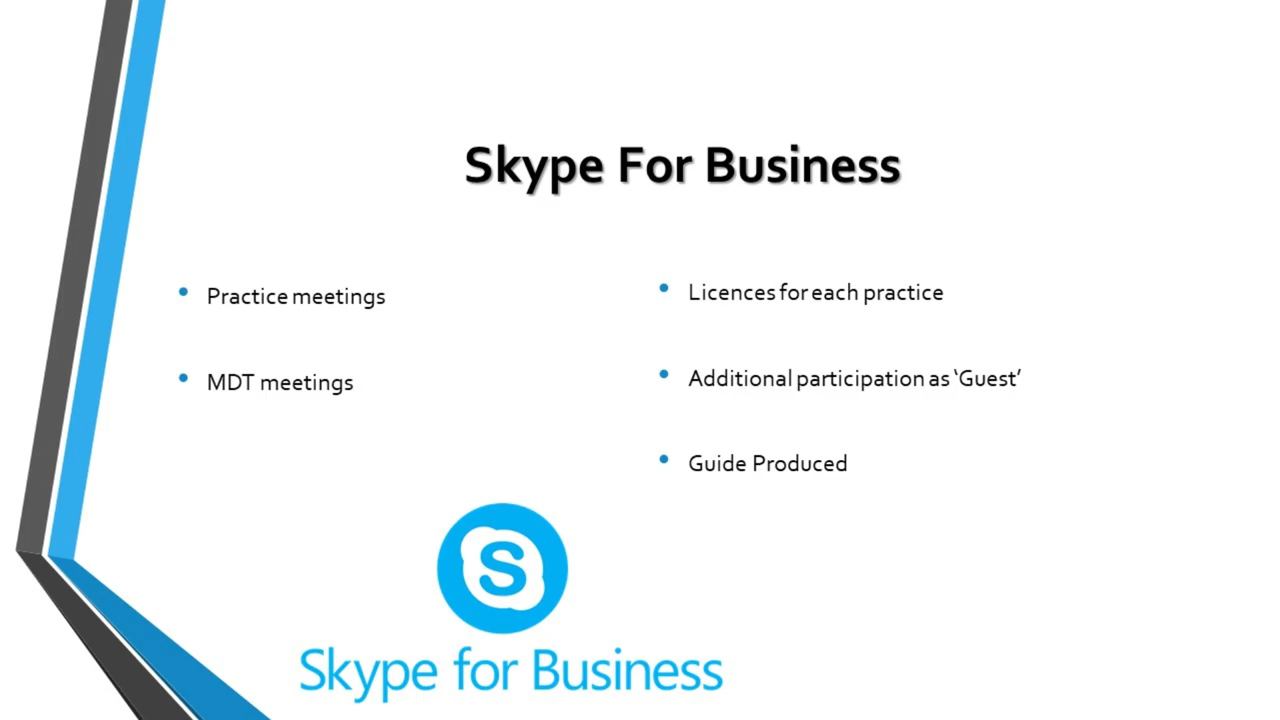 Skype For Business
Practice meetings
MDT meetings
Licences for each practice
Additional participation as ‘Guest’
Guide Produced
S
Skype for Business